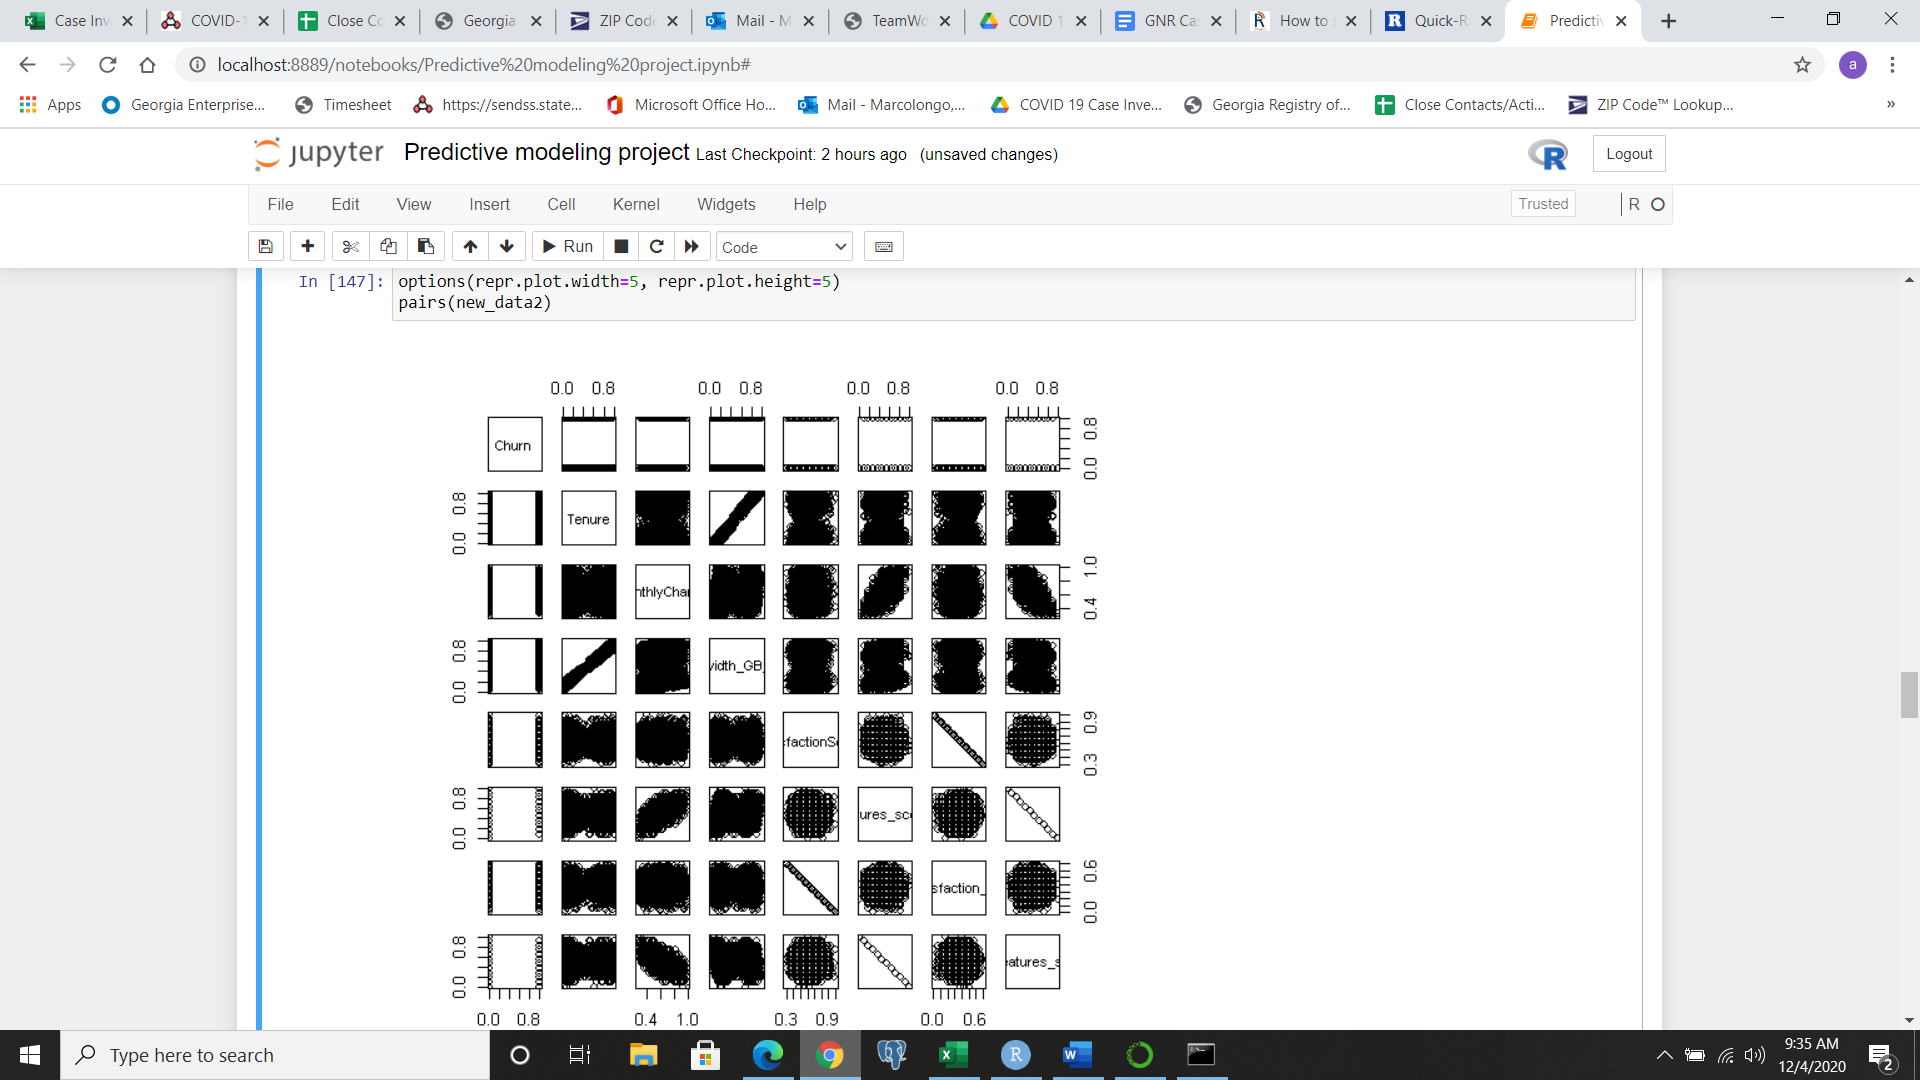 Case Inv
COVID-1
Close Co
Georgia
ZIP Code
Mail - M
TeamWo
COVID 1
GNR Ca
How to
Quick-R
Predictiv
localhost:8889/notebooks/Predictive%20modeling%20project.ipynb#
a
Apps
Georgia Enterprise...
Timesheet
https://sendss.state...
Microsoft Office Ho...
Mail - Marcolongo,...
COVID 19 Case Inve...
Georgia Registry of...
Close Contacts/Acti...
ZIP Code™ Lookup...
»
jupyter Predictive modeling project Last Checkpoint: 2 hours ago (unsaved changes)
R
Logout
File Edit View Insert Cell Kernel Widgets Help
Trusted
R
Run
Code
In [147]: options(repr.plot.width=5, repr.plot.height=5)
pairs(new_data2)
0.0 0.8 0.0 0.8 0.0 0.8 0.0 0.8
Churn
0.0 0.8
0.0 0.8
Tenure
nthlyChar
0.4 1.0
0.0 0.8
width_GB_
sfactionSc
0.3 0.9
0.0 0.8
ures_sco
sfaction_
0.0 0.6
0.0 0.8
eatures_s
0.0 0.8 0.4 1.0 0.3 0.9 0.0 0.6
Type here to search
9:35 AM
12/4/2020
2